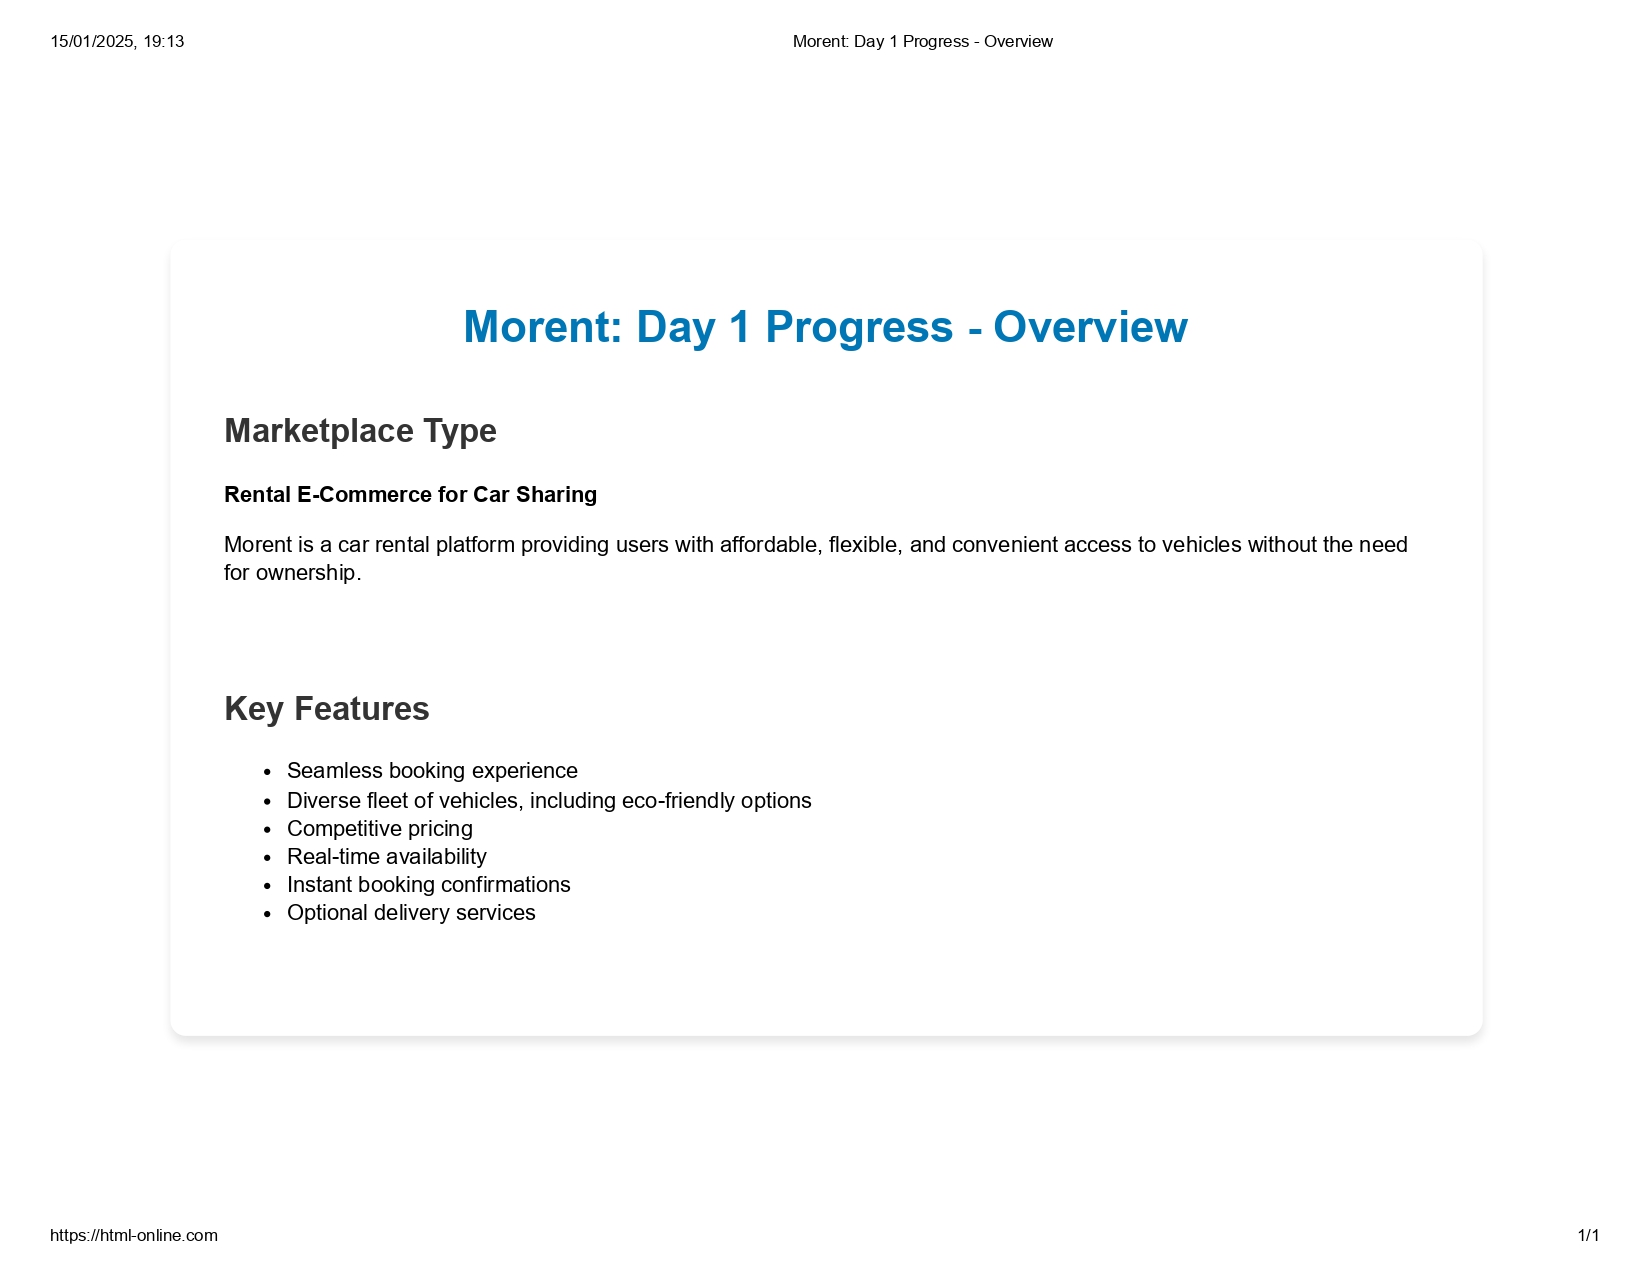 15/01/2025, 19:13
Morent: Day 1 Progress - Overview
Morent: Day 1 Progress - Overview
Marketplace Type
Rental E-Commerce for Car Sharing
Morent is a car rental platform providing users with affordable, flexible, and convenient access to vehicles without the need
for ownership.
Key Features
• Seamless booking experience
• Diverse fleet of vehicles, including eco-friendly options
• Competitive pricing
• Real-time availability
• Instant booking confirmations
• Optional delivery services
https://html-online.com
1/1